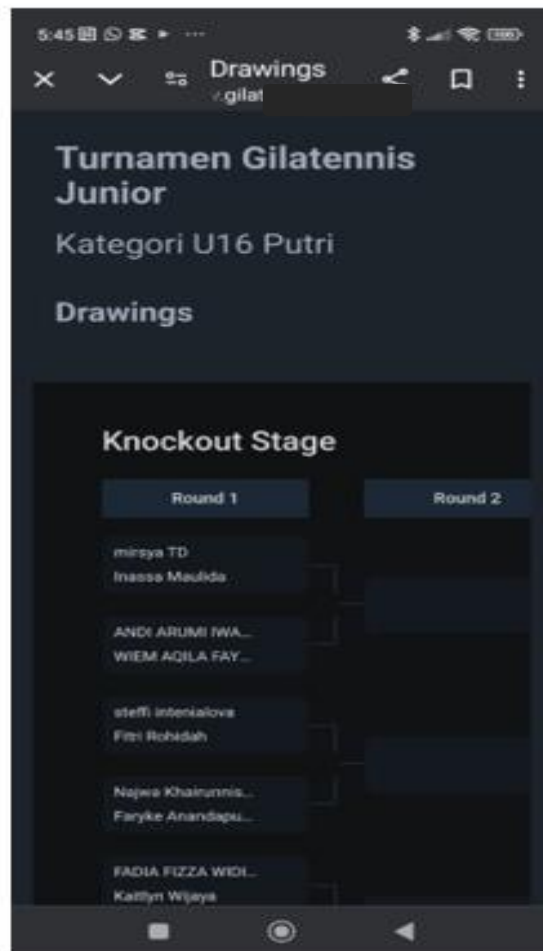 5:45
Drawings
Turnamen Gilatennis
Junior
Kategori U16 Putri
Drawings
Knockout Stage
Round 1
Round 2
mirsya TD
Inassa Maulida
ANDI ARUMI IWA...
WIEM AQILA FAY...
steffi intenialova
Fitri Rohidah
Najwa Khairunnis...
Faryke Anandapu...
FADIA FIZZA WIDI...
Kaitlyn Wijaya